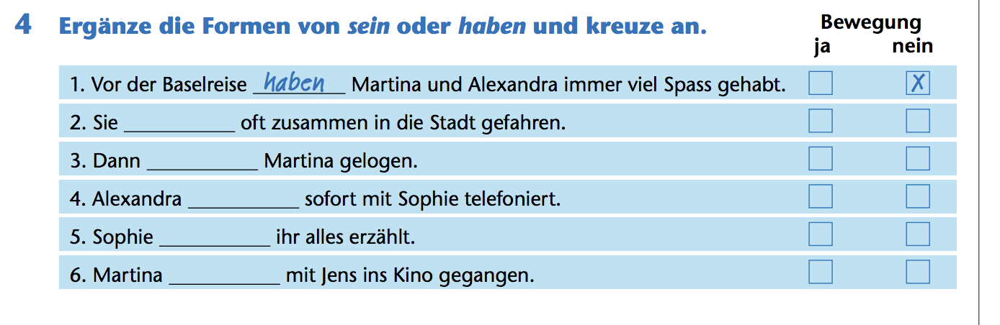 4 Ergänze die Formen von sein oder haben und kreuze an.
Bewegung
ja nein
1. Vor der Baselreise haben Martina und Alexandra immer viel Spass gehabt. X
2. Sie __________ oft zusammen in die Stadt gefahren.
3. Dann __________ Martina gelogen.
4. Alexandra __________ sofort mit Sophie telefoniert.
5. Sophie __________ ihr alles erzählt.
6. Martina __________ mit Jens ins Kino gegangen.